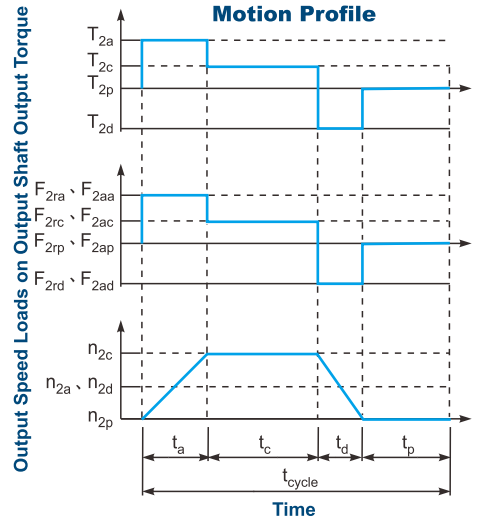 Motion Profile
Output Speed Loads on Output Shaft Output Torque
T2a
T2c
T2p
T2d
F2ra、F2aa
F2rc、F2ac
F2rp、F2ap
F2rd、F2ad
n2c
n2a、n2d
n2p
ta tc td tp
tcycle
Time